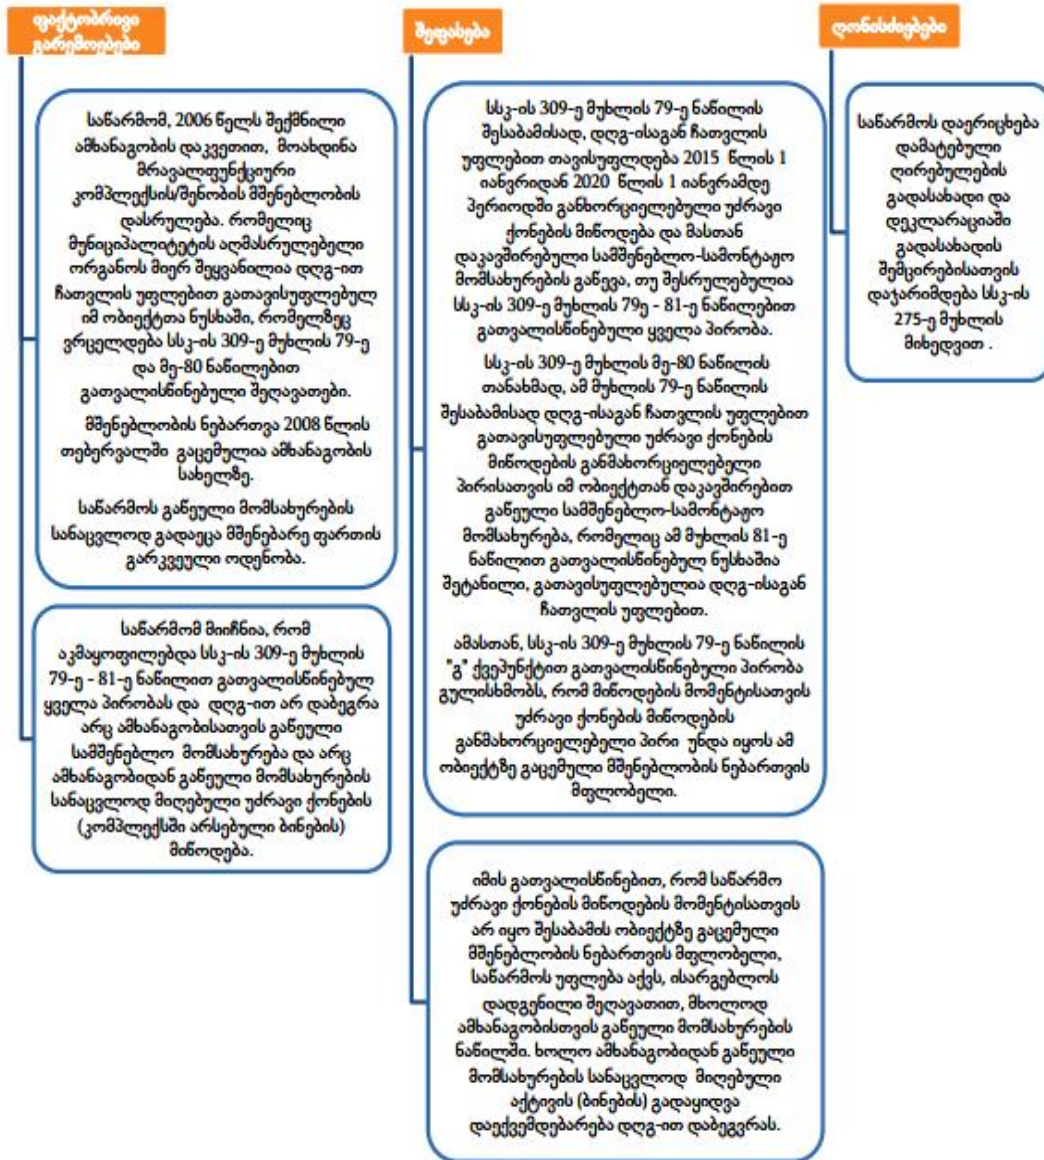 ფაქტობრივი
გარემოებები
საწარმომ, 2006 წელს შექმნილი
ამხანაგობის დაკვეთით, მოახდინა
მრავალფუნქციური
კომპლექსის/შენობის მშენებლობის
დასრულება. რომელიც
მუნიციპალიტეტის აღმასრულებელი
ორგანოს მიერ შეყვანილია დღგ-ით
ჩათვლის უფლებით გათავისუფლებულ
იმ ობიექტთა ნუსხაში, რომელზეც
ვრცელდება სსკ-ის 309-ე მუხლის 79-ე
და მე-80 ნაწილებით
გათვალისწინებული შეღავათები.
მშენებლობის ნებართვა 2008 წლის
თებერვალში გაცემულია ამხანაგობის
სახელზე.
საწარმოს გაწეული მომსახურების
სანაცვლოდ გადაეცა მშენებარე ფართის
გარკვეული ოდენობა.
საწარმომ მიიჩნია, რომ
აკმაყოფილებდა სსკ-ის 309-ე მუხლის
79-ე - 81-ე ნაწილით გათვალისწინებულ
ყველა პირობას და დღგ-ით არ დაბეგრა
არც ამხანაგობისათვის გაწეული
სამშენებლო მომსახურება და არც
ამხანაგობიდან გაწეული მომსახურების
სანაცვლოდ მიღებული უძრავი ქონების
(კომპლექსში არსებული ბინების)
მიწოდება.
შეფასება
სსკ-ის 309-ე მუხლის 79-ე ნაწილის
შესაბამისად, დღგ-ისაგან ჩათვლის
უფლებით თავისუფლდება 2015 წლის 1
იანვრიდან 2020 წლის 1 იანვრამდე
პერიოდში განხორციელებული უძრავი
ქონების მიწოდება და მასთან
დაკავშირებული სამშენებლო-სამონტაჟო
მომსახურების გაწევა, თუ შესრულებულია
სსკ-ის 309-ე მუხლის 79ე - 81-ე ნაწილებით
გათვალისწინებული ყველა პირობა.
სსკ-ის 309-ე მუხლის მე-80 ნაწილის
თანახმად, ამ მუხლის 79-ე ნაწილის
შესაბამისად დღგ-ისაგან ჩათვლის უფლებით
გათავისუფლებული უძრავი ქონების
მიწოდების განმახორციელებელი
პირისათვის იმ ობიექტთან დაკავშირებით
გაწეული სამშენებლო-სამონტაჟო
მომსახურება, რომელიც ამ მუხლის 81-ე
ნაწილით გათვალისწინებულ ნუსხაშია
შეტანილი, გათავისუფლებულია დღგ-ისაგან
ჩათვლის უფლებით.
ამასთან, სსკ-ის 309-ე მუხლის 79-ე ნაწილის
"გ" ქვეპუნქტით გათვალისწინებული პირობა
გულისხმობს, რომ მიწოდების მომენტისათვის
უძრავი ქონების მიწოდების
განმახორციელებელი პირი უნდა იყოს ამ
ობიექტზე გაცემული მშენებლობის ნებართვის
მფლობელი.
იმის გათვალისწინებით, რომ საწარმო
უძრავი ქონების მიწოდების მომენტისათვის
არ იყო შესაბამის ობიექტზე გაცემული
მშენებლობის ნებართვის მფლობელი,
საწარმოს უფლება აქვს, ისარგებლოს
დადგენილი შეღავათით, მხოლოდ
ამხანაგობისთვის გაწეული მომსახურების
ნაწილში. ხოლო ამხანაგობიდან გაწეული
მომსახურების სანაცვლოდ მიღებული
აქტივის (ბინების) გადაყიდვა
დაექვემდებარება დღგ-ით დაბეგვრას.
ღონისძიებები
საწარმოს დაერიცხება
დამატებული
ღირებულების
გადასახადი და
დეკლარაციაში
გადასახადის
შემცირებისათვის
დაჯარიმდება სსკ-ის
275-ე მუხლის
მიხედვით .